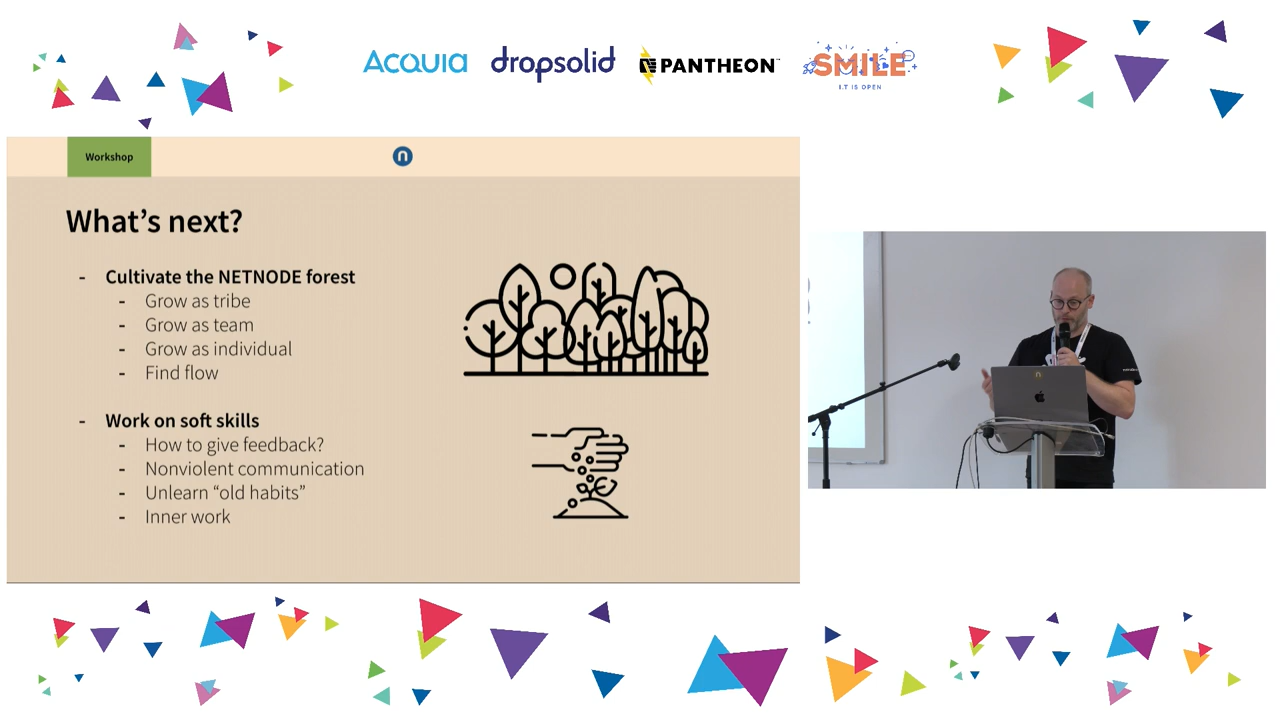 Acquia
dropsolid
PANTHEON
SMILE
I.T IS OPEN
Workshop
n
What's next?
- Cultivate the NETNODE forest
- Grow as tribe
- Grow as team
- Grow as individual
- Find flow
- Work on soft skills
- How to give feedback?
- Nonviolent communication
- Unlearn “old habits”
- Inner work